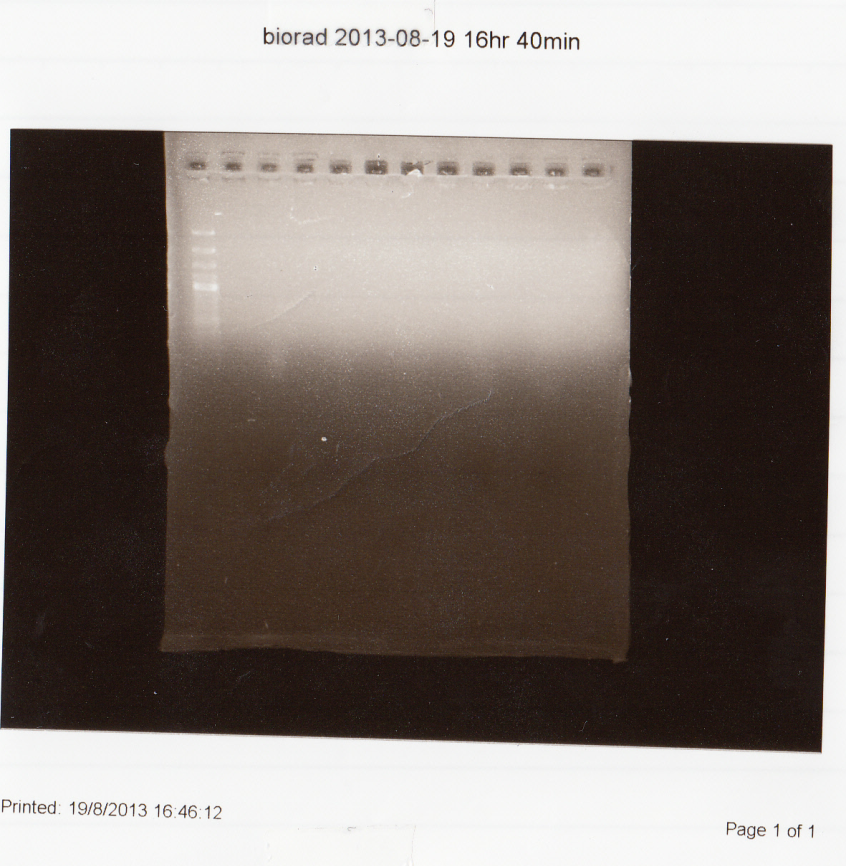 biorad 2013-08-19 16hr 40min
Printed: 19/8/2013 16:46:12
Page 1 of 1